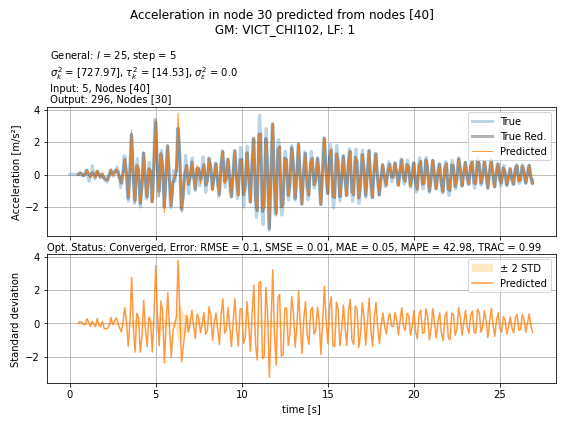 Acceleration in node 30 predicted from nodes [40]
GM: VICT_CHI102, LF: 1
General: l = 25, step = 5
σ²ₖ = [727.97], τ²ₖ = [14.53], σ²ε = 0.0
Input: 5, Nodes [40]
Output: 296, Nodes [30]
Acceleration [m/s²]
4
2
0
−2
True
True Red.
Predicted
Opt. Status: Converged, Error: RMSE = 0.1, SMSE = 0.01, MAE = 0.05, MAPE = 42.98, TRAC = 0.99
Standard deviation
4
2
0
−2
± 2 STD
Predicted
0 5 10 15 20 25
time [s]